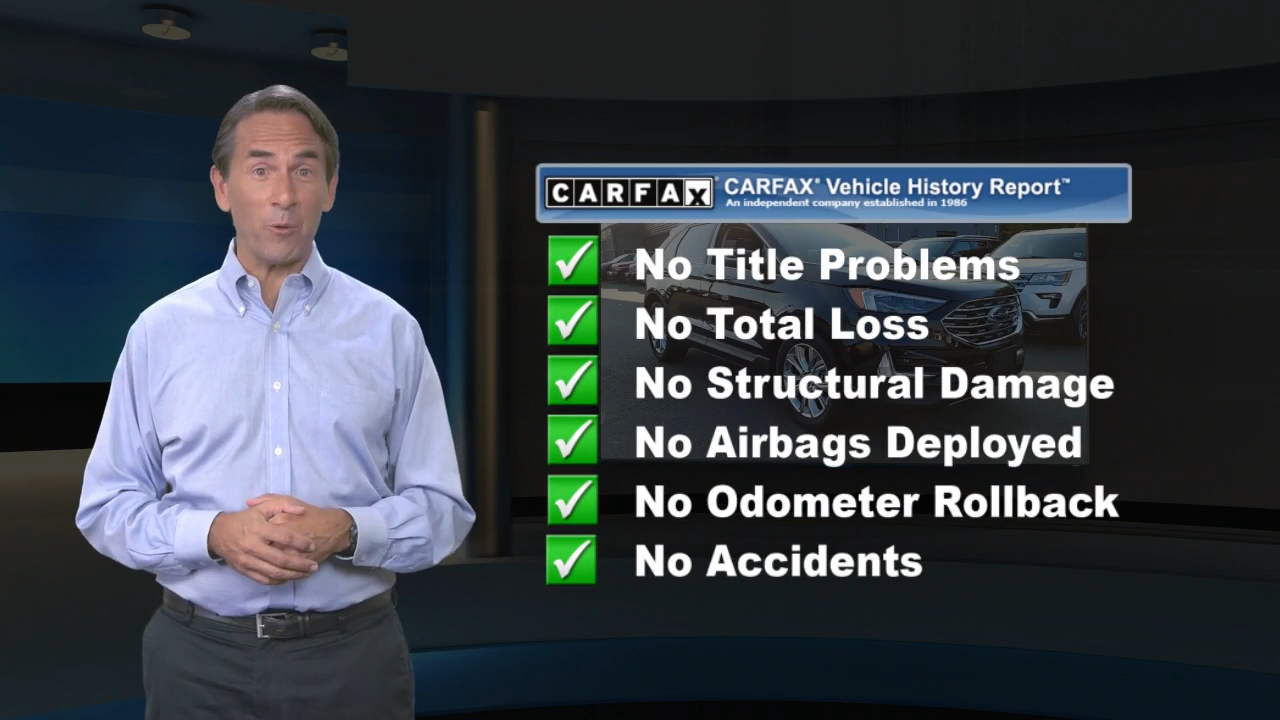 CARFAX CARFAX® Vehicle History Report™
An independent company established in 1986
No Title Problems
No Total Loss
No Structural Damage
No Airbags Deployed
No Odometer Rollback
No Accidents